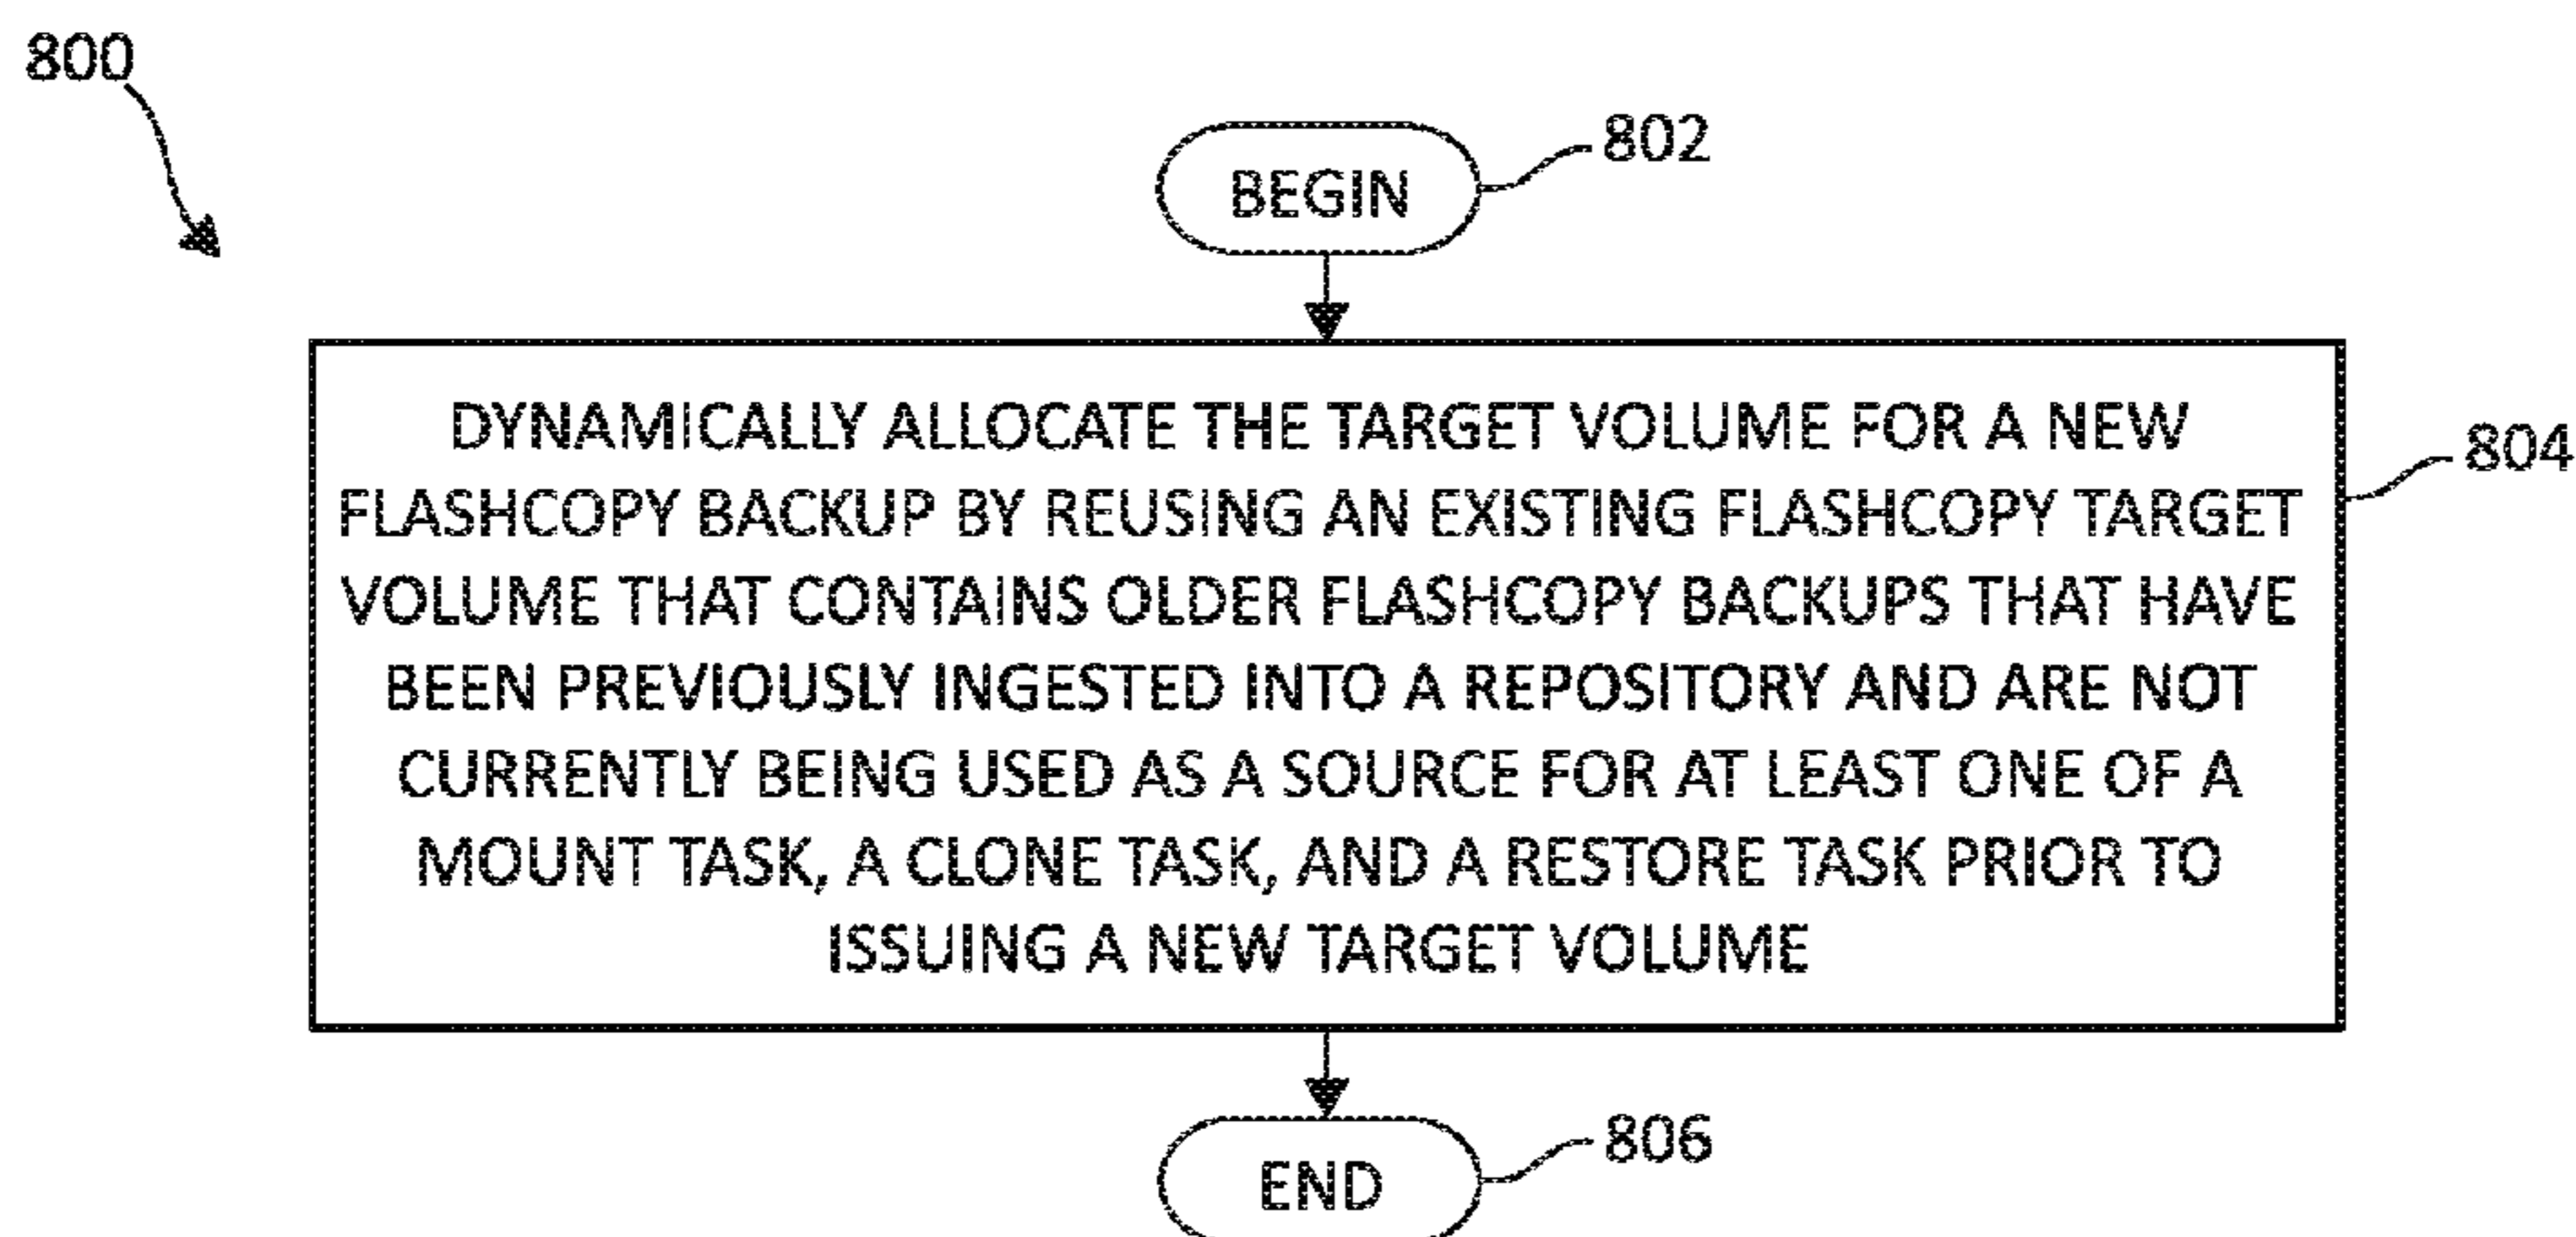 800
BEGIN
802
DYNAMICALLY ALLOCATE THE TARGET VOLUME FOR A NEW
FLASHCOPY BACKUP BY REUSING AN EXISTING FLASHCOPY TARGET
VOLUME THAT CONTAINS OLDER FLASHCOPY BACKUPS THAT HAVE
BEEN PREVIOUSLY INGESTED INTO A REPOSITORY AND ARE NOT
CURRENTLY BEING USED AS A SOURCE FOR AT LEAST ONE OF A
MOUNT TASK, A CLONE TASK, AND A RESTORE TASK PRIOR TO
ISSUING A NEW TARGET VOLUME
804
END
806